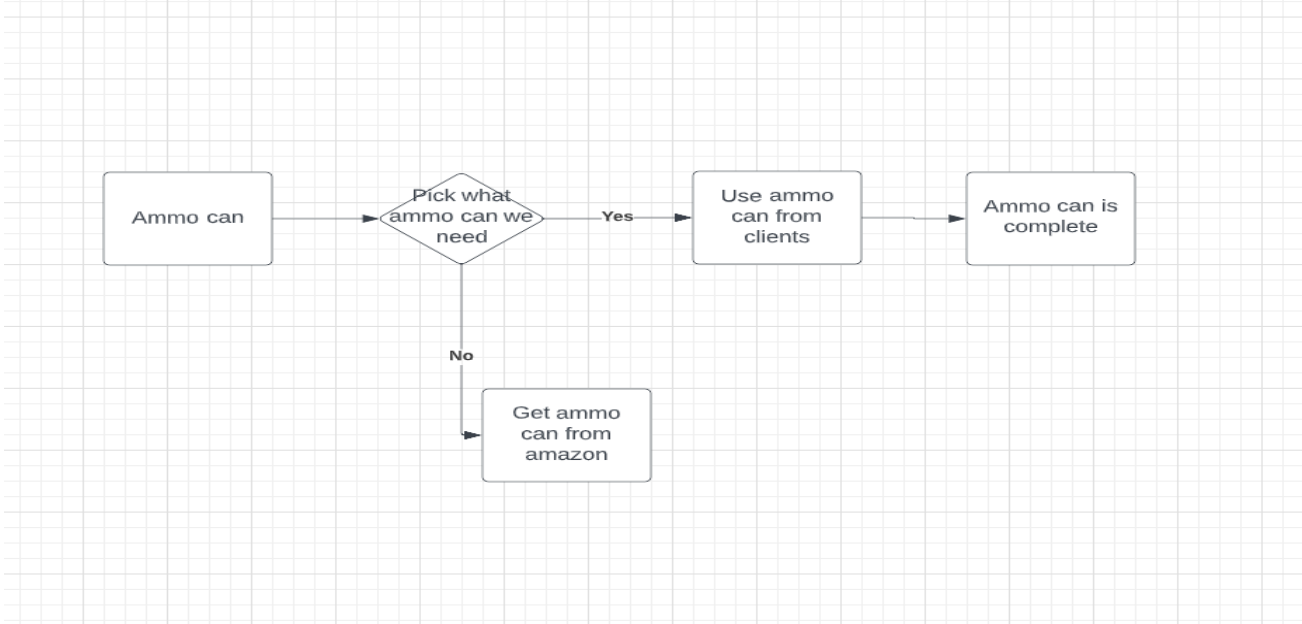 Ammo can
Pick what
ammo can we
need
Yes
Use ammo
can from
clients
Ammo can is
complete
No
Get ammo
can from
amazon